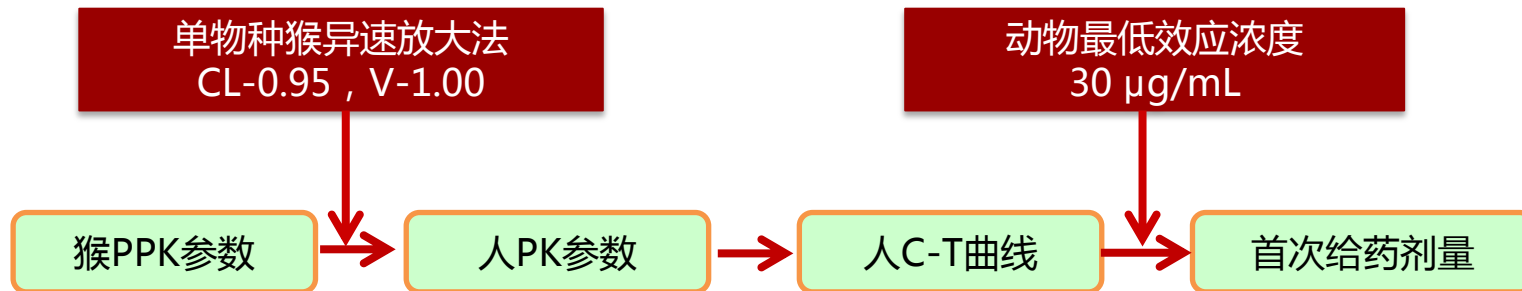 单物种猴异速放大法
CL-0.95，V-1.00
动物最低效应浓度
30 μg/mL
猴PPK参数
人PK参数
人C-T曲线
首次给药剂量